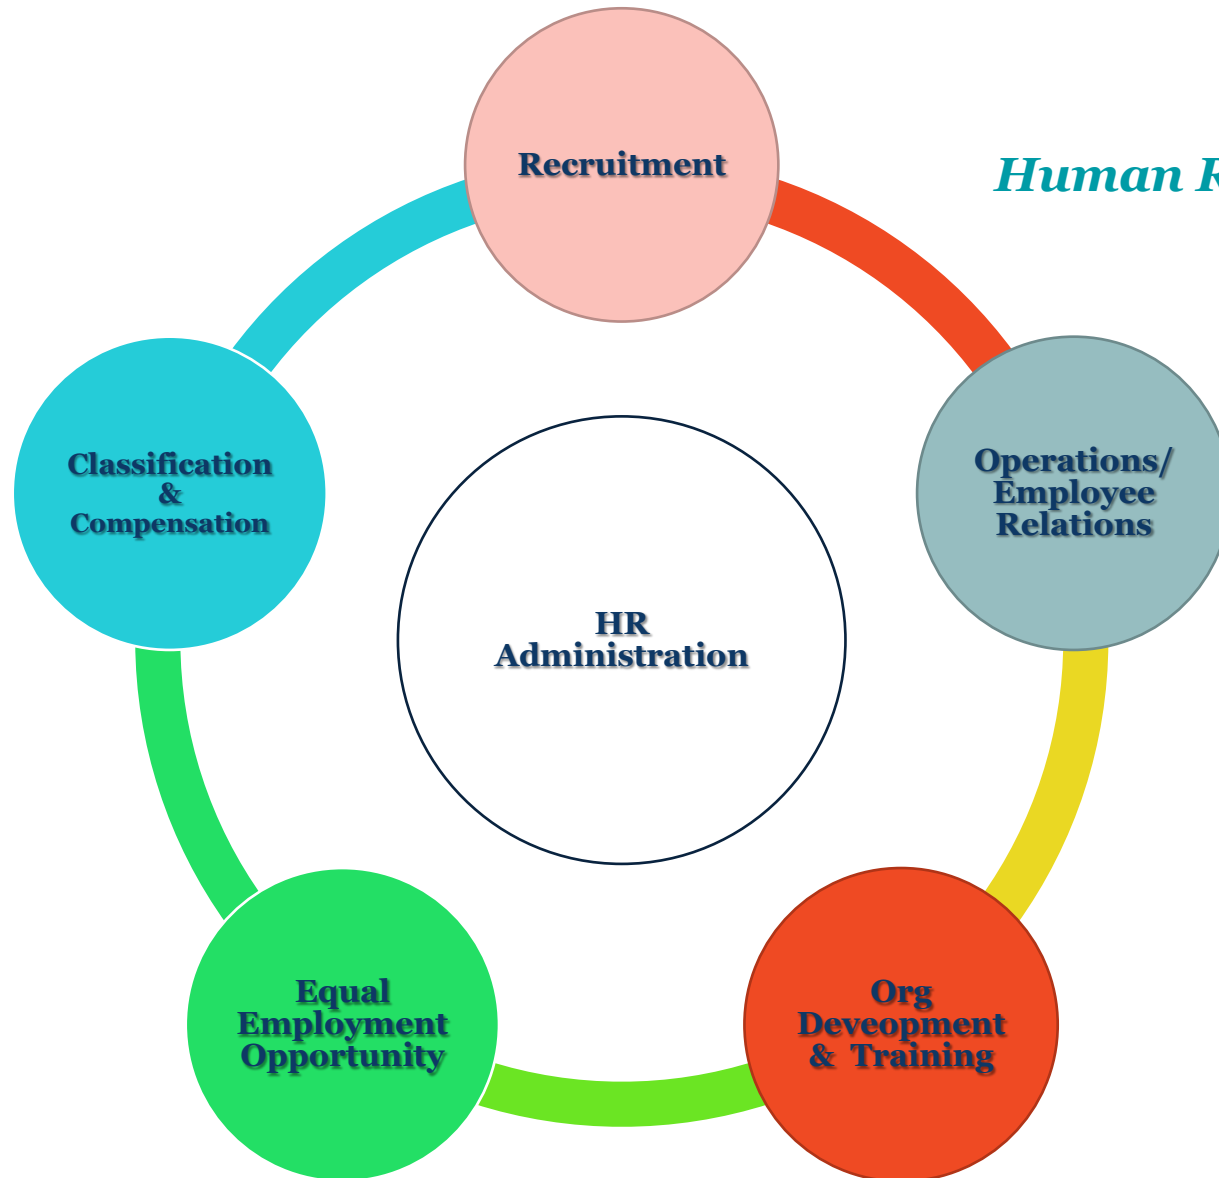 Recruitment
Human R
Classification
&
Compensation
Operations/
Employee
Relations
HR
Administration
Equal
Employment
Opportunity
Org
Deveopment
& Training